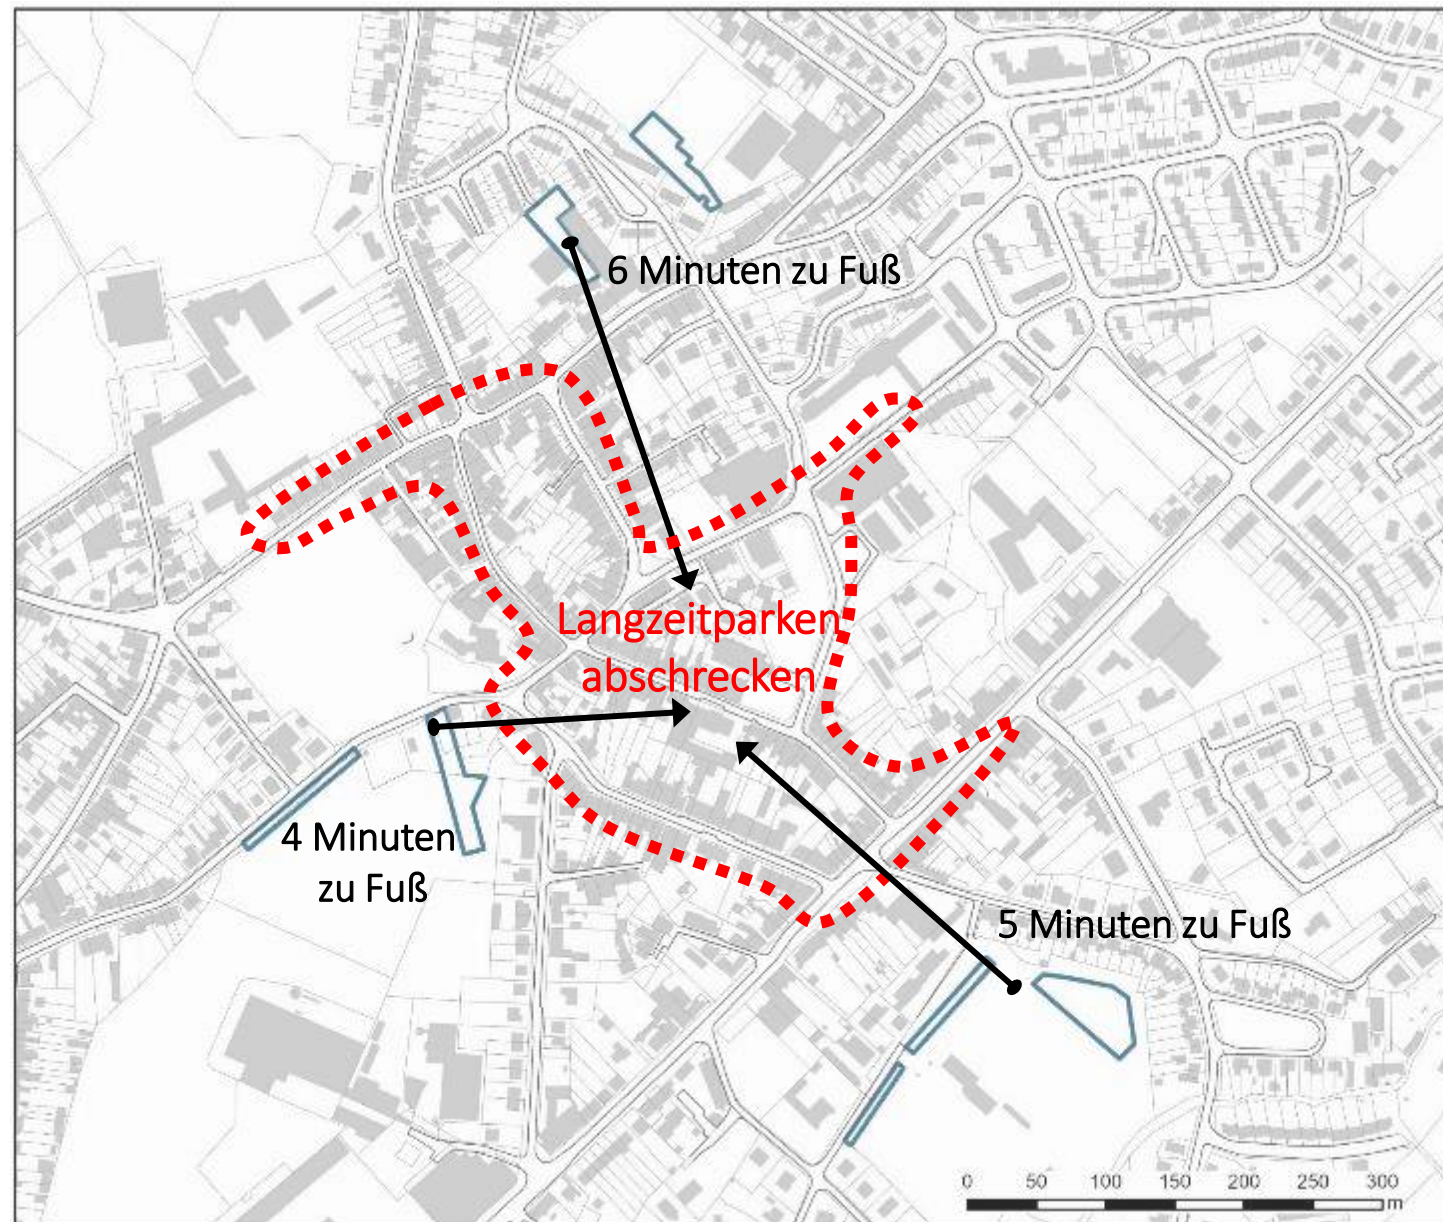 6 Minuten zu Fuß
Langzeitparken
abschrecken
4 Minuten
zu Fuß
5 Minuten zu Fuß
0 50 100 150 200 250 300
m